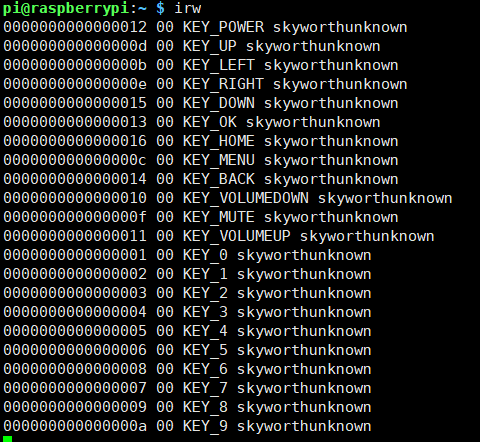 pi@raspberrypi:~ $ irw
0000000000000012 00 KEY_POWER skyworthunknown
000000000000000d 00 KEY_UP skyworthunknown
000000000000000b 00 KEY_LEFT skyworthunknown
000000000000000e 00 KEY_RIGHT skyworthunknown
0000000000000015 00 KEY_DOWN skyworthunknown
0000000000000013 00 KEY_OK skyworthunknown
0000000000000016 00 KEY_HOME skyworthunknown
000000000000000c 00 KEY_MENU skyworthunknown
0000000000000014 00 KEY_BACK skyworthunknown
0000000000000010 00 KEY_VOLUMEDOWN skyworthunknown
000000000000000f 00 KEY_MUTE skyworthunknown
0000000000000011 00 KEY_VOLUMEUP skyworthunknown
0000000000000001 00 KEY_0 skyworthunknown
0000000000000002 00 KEY_1 skyworthunknown
0000000000000003 00 KEY_2 skyworthunknown
0000000000000004 00 KEY_3 skyworthunknown
0000000000000005 00 KEY_4 skyworthunknown
0000000000000006 00 KEY_5 skyworthunknown
0000000000000008 00 KEY_6 skyworthunknown
0000000000000007 00 KEY_7 skyworthunknown
0000000000000009 00 KEY_8 skyworthunknown
000000000000000a 00 KEY_9 skyworthunknown